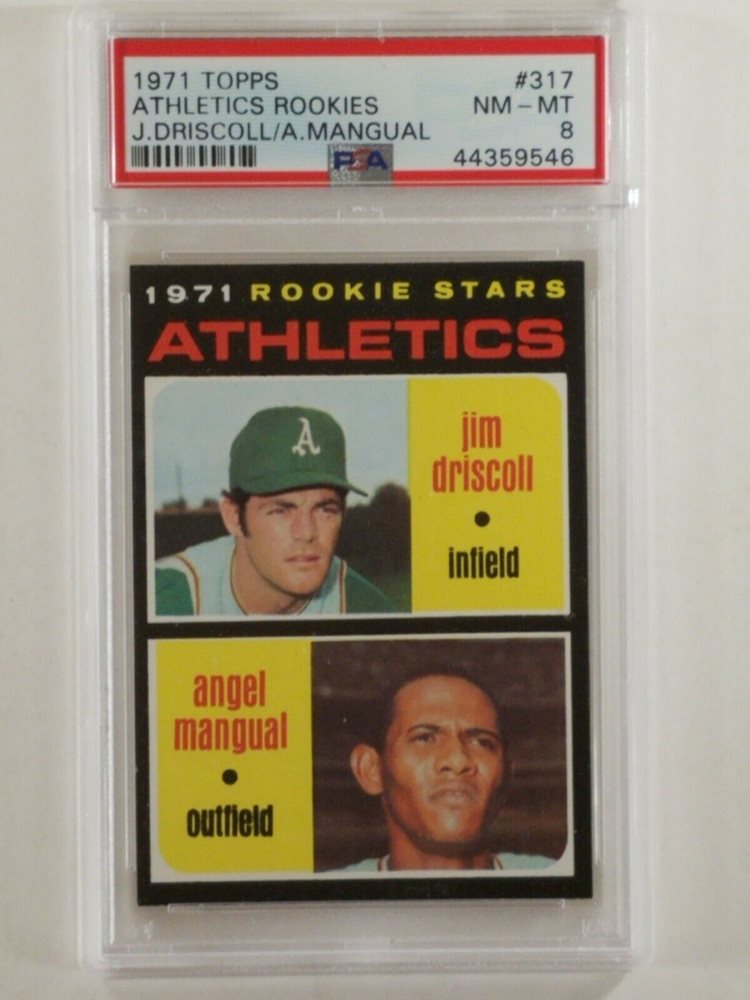 1971 TOPPS #317
ATHLETICS ROOKIES NM - MT
J.DRISCOLL/A.MANGUAL 8
PSA 44359546
1971 ROOKIE STARS
ATHLETICS
A
jim
driscoll
infield
angel
mangual
outfield